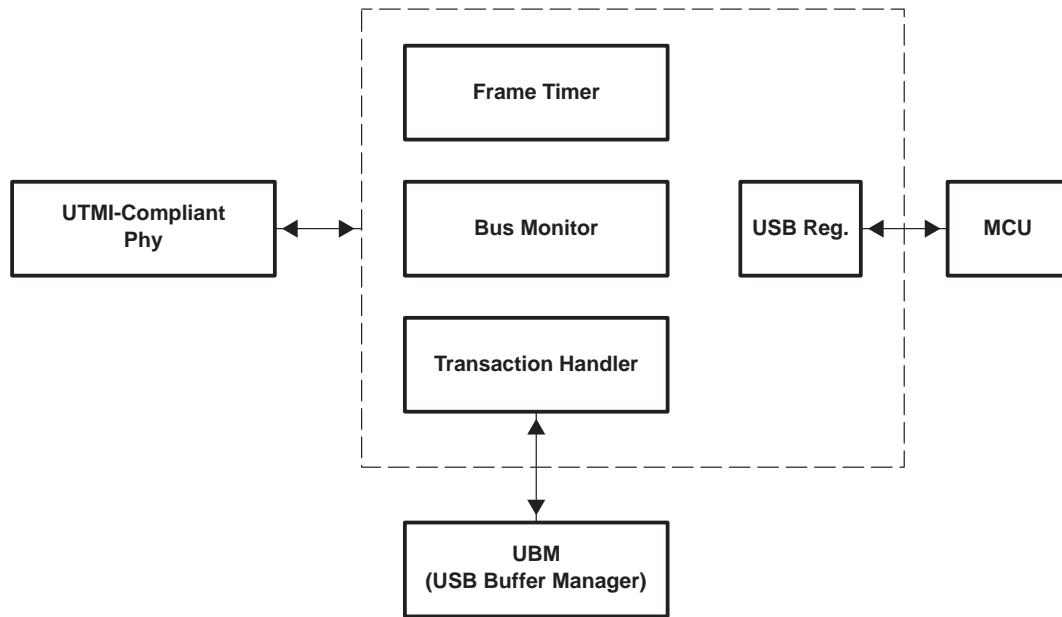 Frame Timer
UTMI-Compliant
Phy
Bus Monitor
USB Reg.
MCU
Transaction Handler
UBM
(USB Buffer Manager)